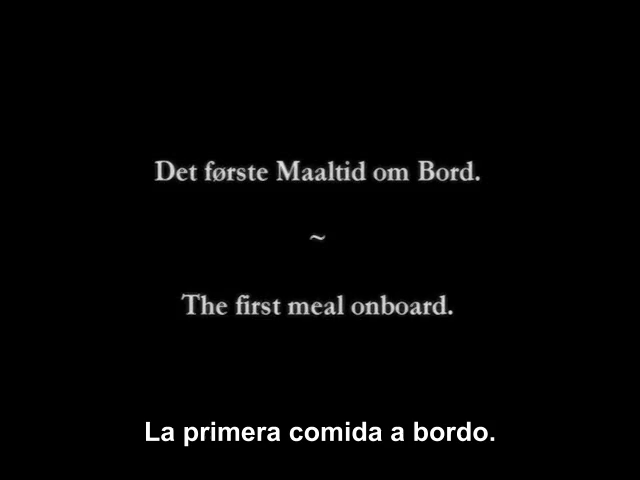 Det første Maaltid om Bord.
~
The first meal onboard.
La primera comida a bordo.